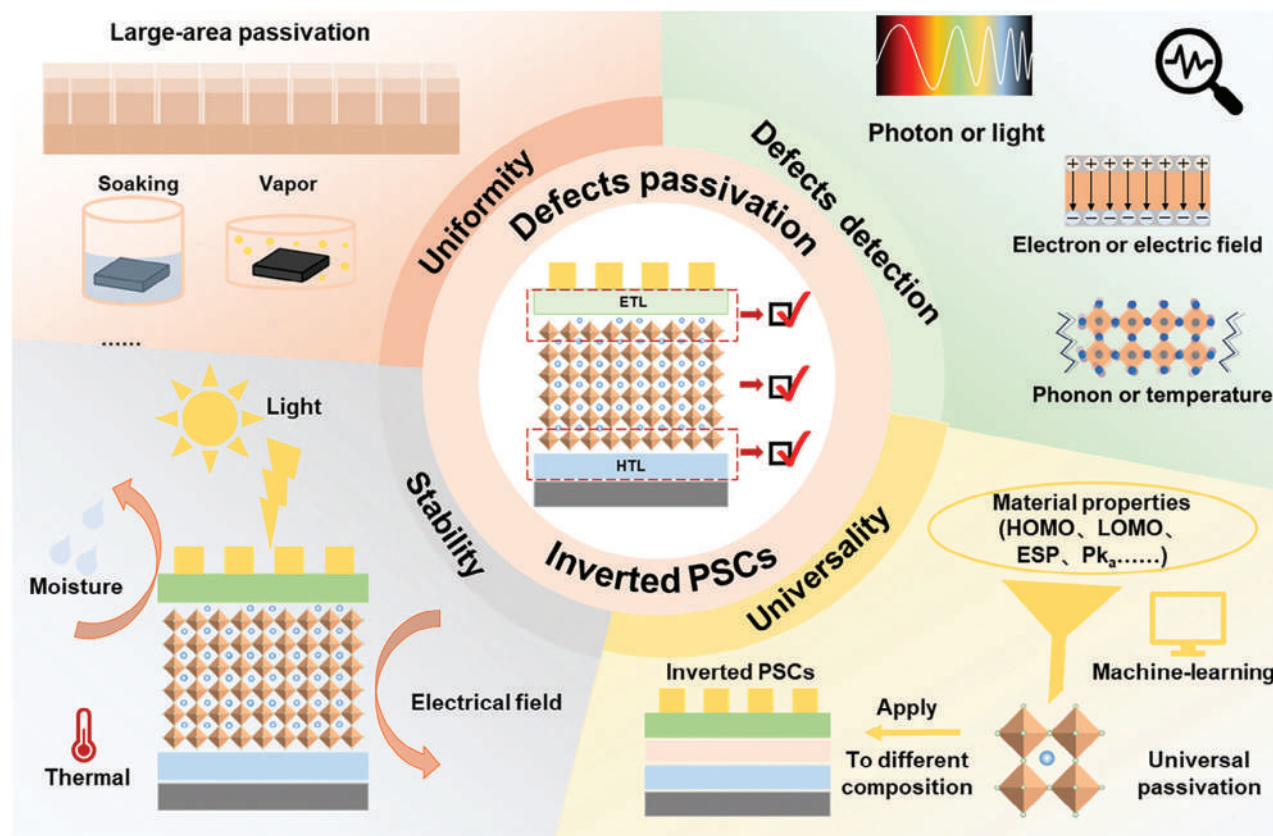 Large-area passivation
Soaking
Vapor
......
Uniformity
Defects passivation
Defects detection
Photon or light
Electron or electric field
Phonon or temperature
ETL
HTL
Inverted PSCs
Stability
Universality
Light
Moisture
Thermal
Electrical field
Material properties
(HOMO、LOMO、
ESP、Pkₐ......)
Machine-learning
Inverted PSCs
Apply
To different
composition
Universal
passivation